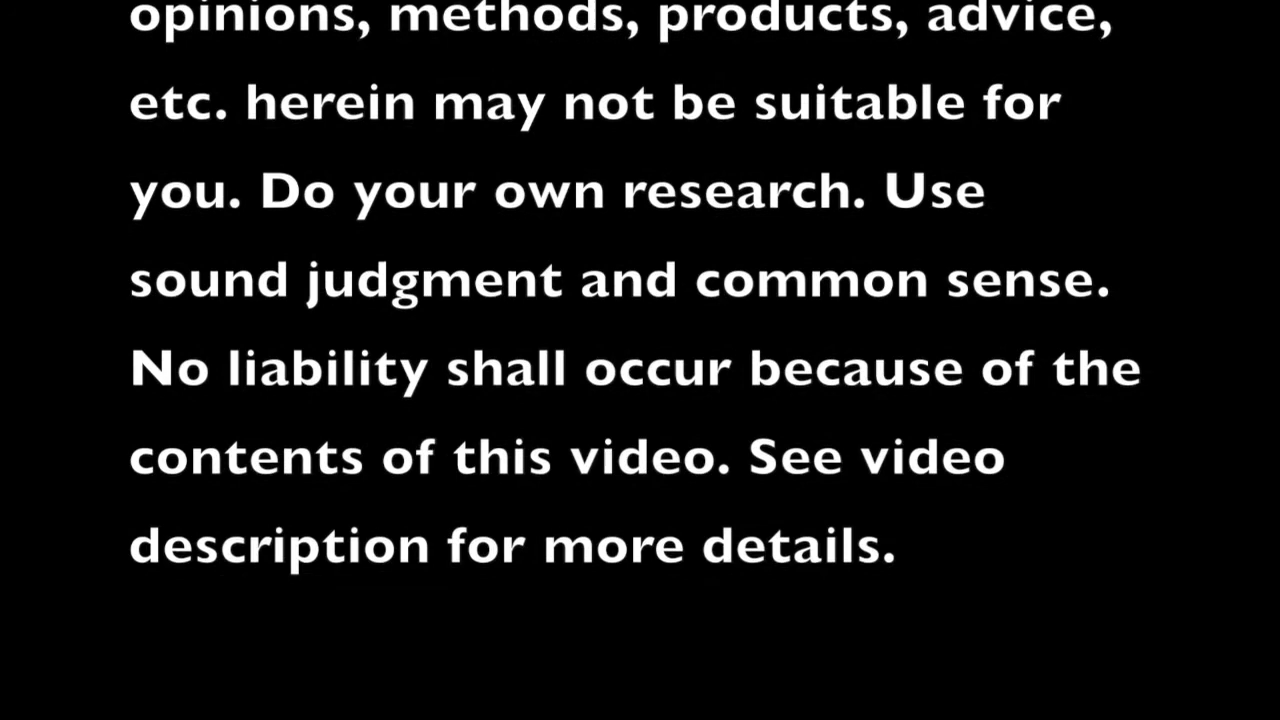 opinions, methods, products, advice,
etc. herein may not be suitable for
you. Do your own research. Use
sound judgment and common sense.
No liability shall occur because of the
contents of this video. See video
description for more details.